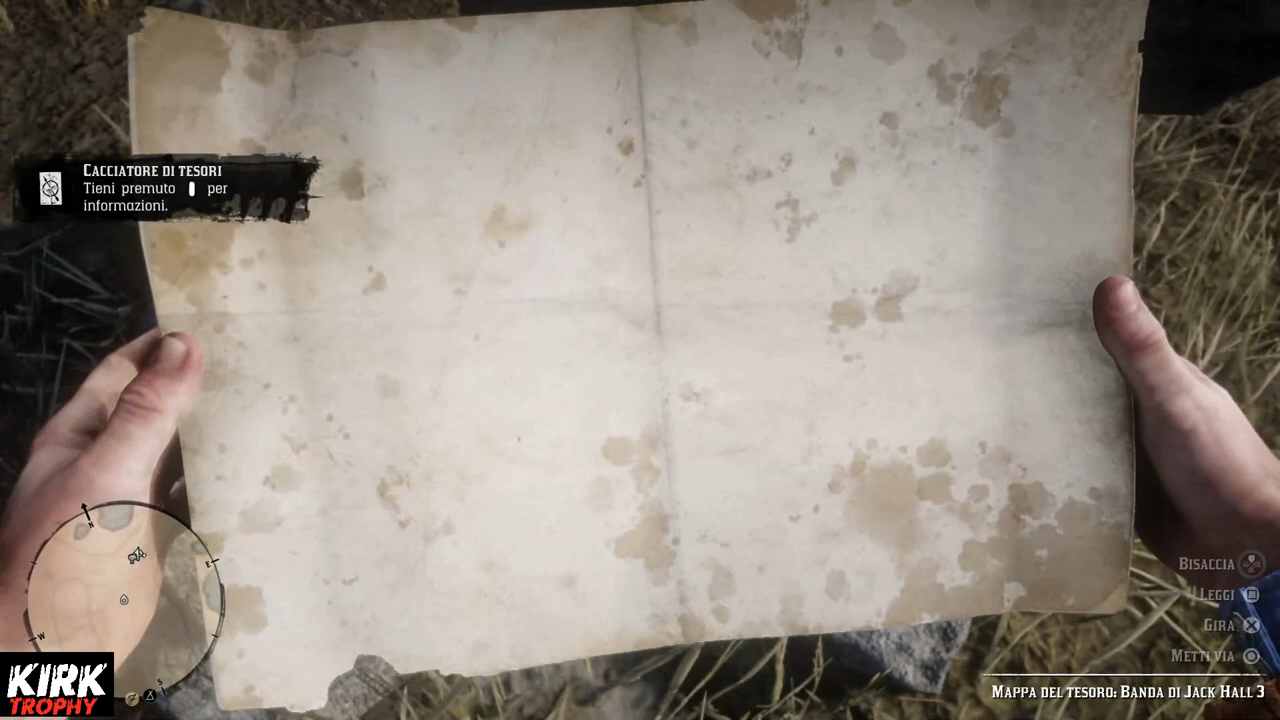 CACCIATORE DI TESORI
Tieni premuto per
informazioni.
N
E
W
S
BISACCIA
LEGGI
GIRA
METTI VIA
MAPPA DEL TESORO: BANDA DI JACK HALL 3
KIRK
TROPHY